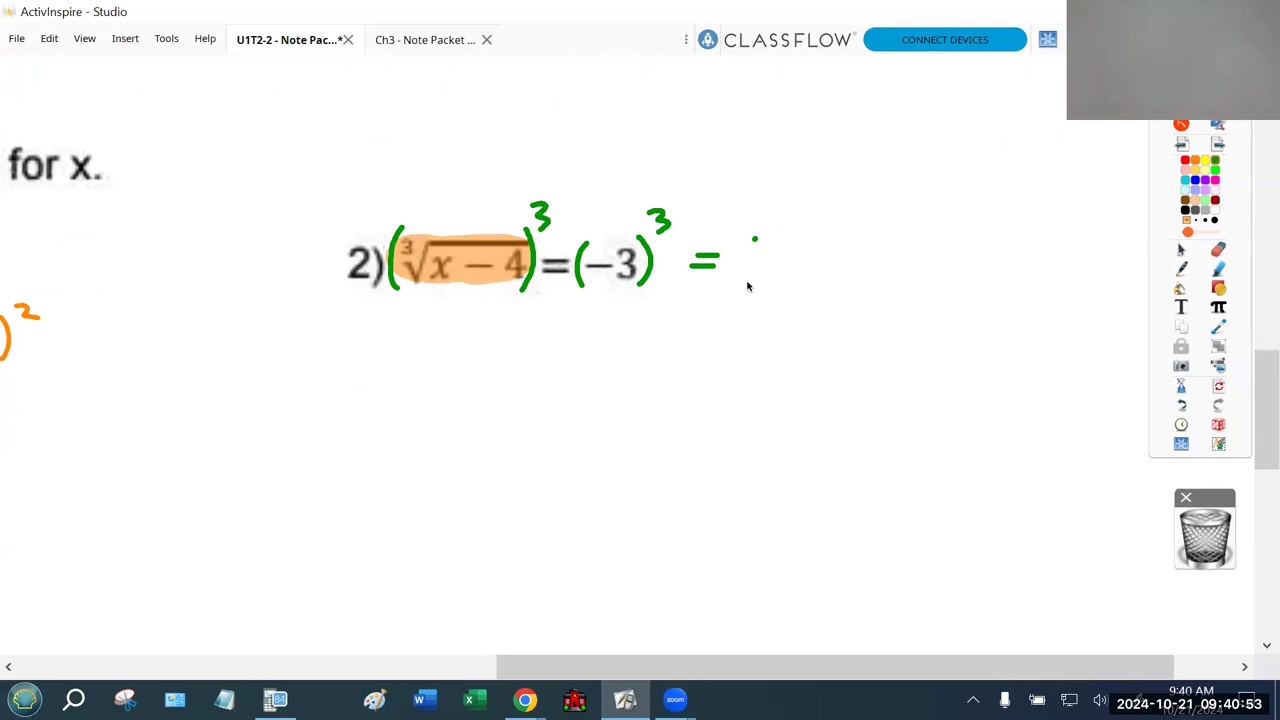 ActivInspire - Studio
File Edit View Insert Tools Help U1T2-2 - Note Pac...* Ch3 - Note Packet ... CLASSFLOW CONNECT DEVICES
for x.
2) (∛(x − 4))³ = (−3)³ =
)²
9:40 AM
2024-10-21 09:40:53